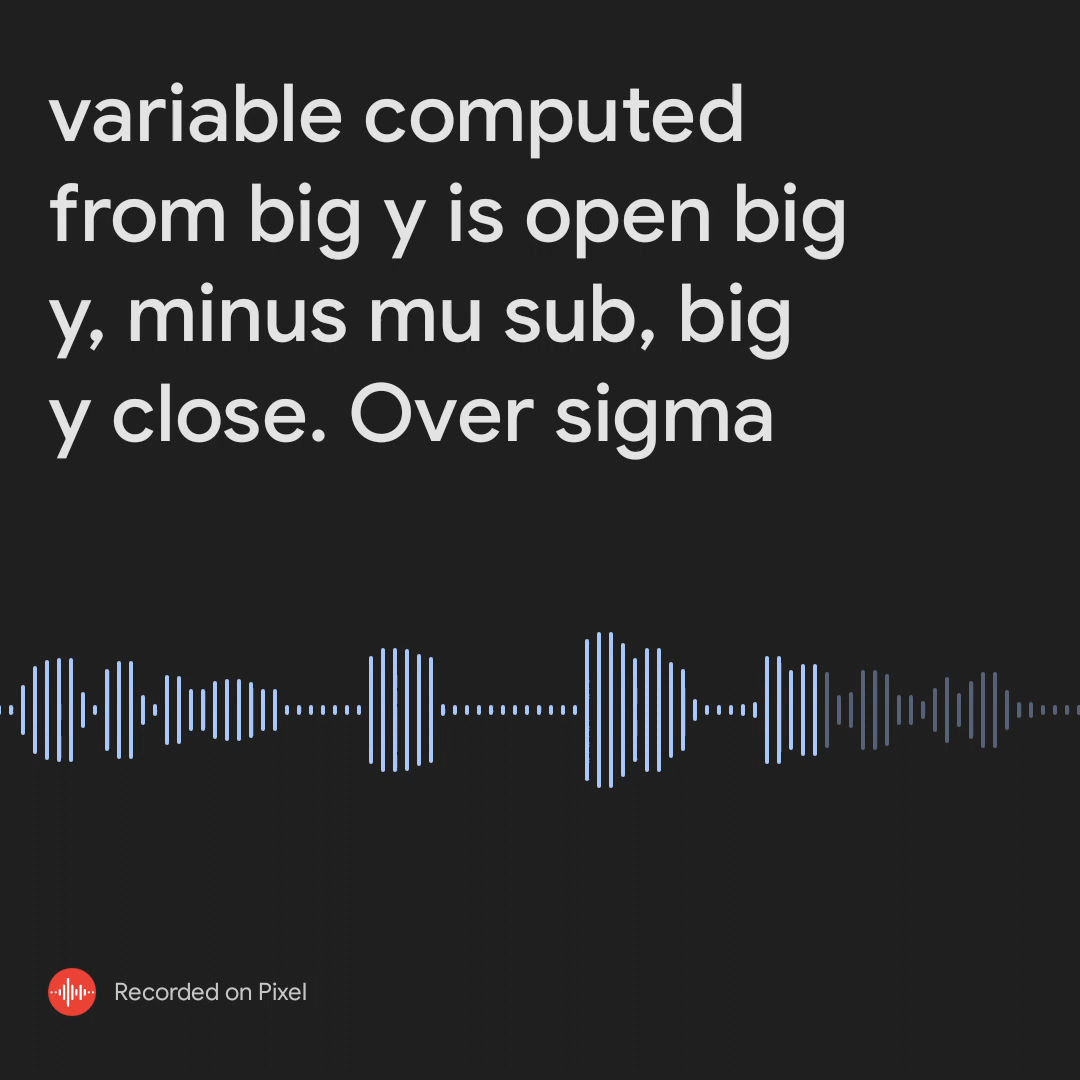 variable computed
from big y is open big
y, minus mu sub, big
y close. Over sigma
Recorded on Pixel